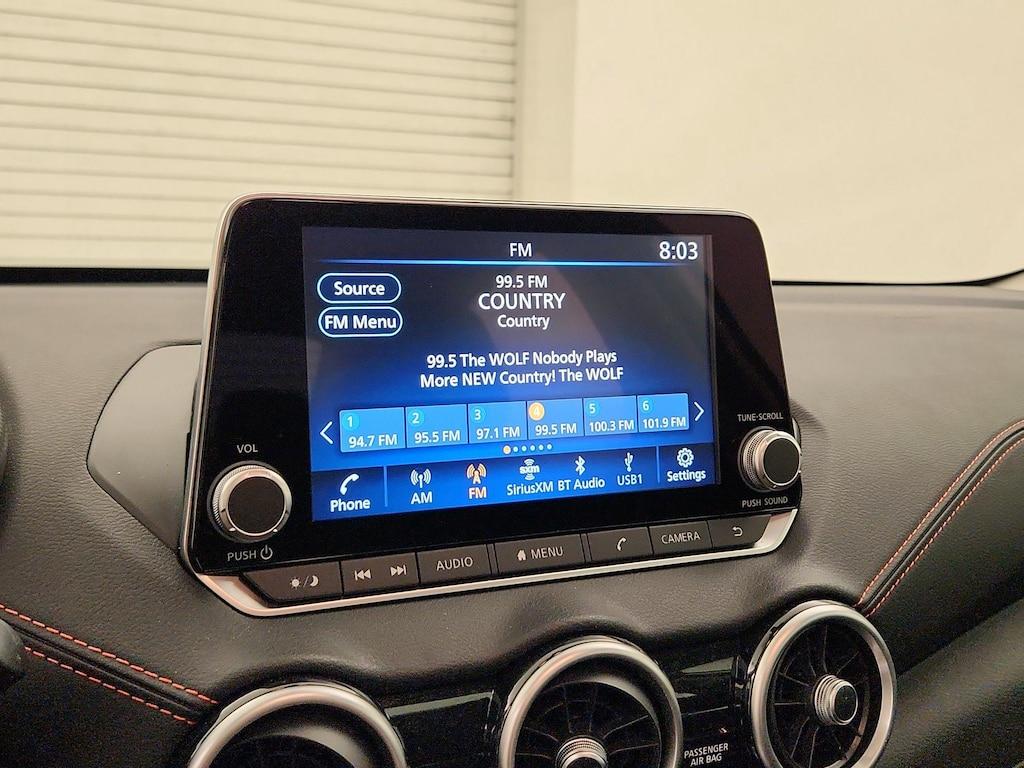 FM
8:03
Source
FM Menu
99.5 FM
COUNTRY
Country
99.5 The WOLF Nobody Plays
More NEW Country! The WOLF
1
94.7 FM
2
95.5 FM
3
97.1 FM
4
99.5 FM
5
100.3 FM
6
101.9 FM
Phone
AM
FM
sxm
SiriusXM
BT Audio
USB1
Settings
VOL
PUSH
TUNE·SCROLL
PUSH SOUND
AUDIO
MENU
CAMERA
PASSENGER
AIR BAG